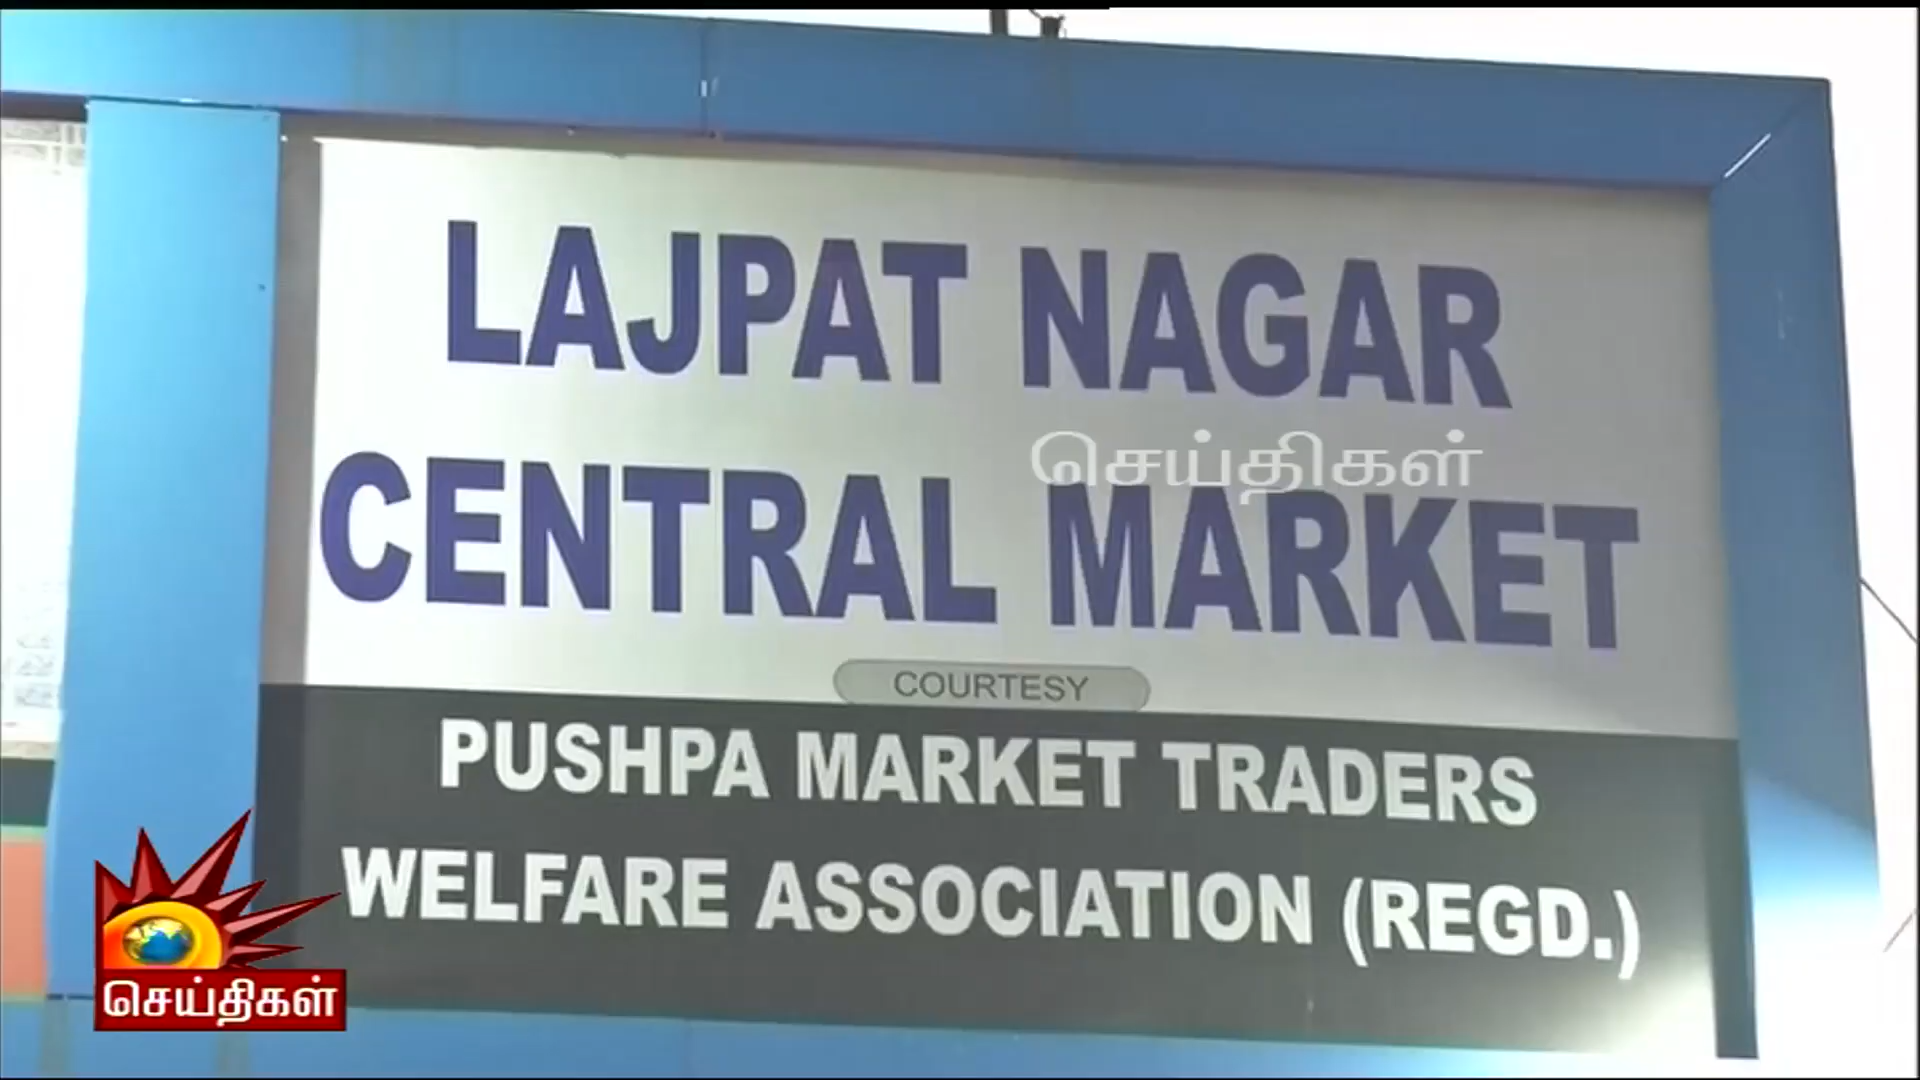 LAJPAT NAGAR
செய்திகள்
CENTRAL MARKET
COURTESY
PUSHPA MARKET TRADERS
WELFARE ASSOCIATION (REGD.)
செய்திகள்